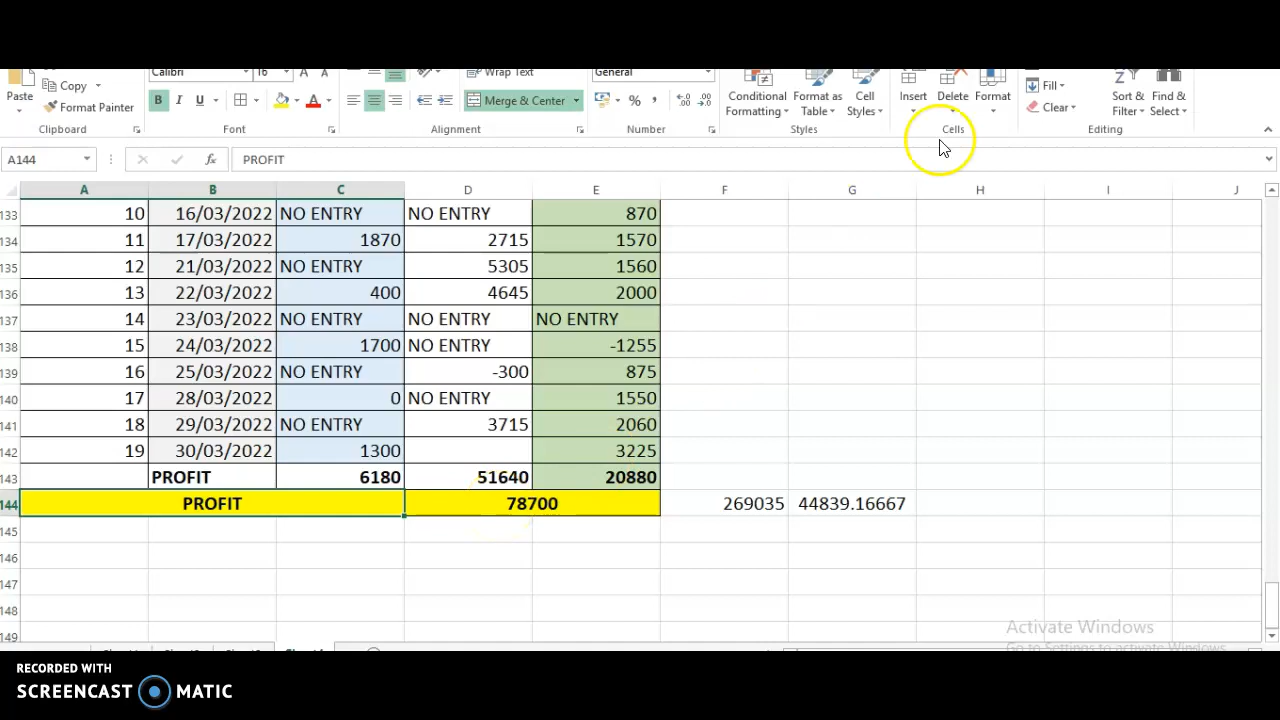 Calibri 16 General
Copy Wrap Text Fill
Paste Format Painter B I U Merge & Center % Conditional Formatting Format as Table Cell Styles Insert Delete Format Clear Sort & Filter Find & Select
Clipboard Font Alignment Number Styles Cells Editing
A144 fx PROFIT
A B C D E F G H I J
133 10 16/03/2022 NO ENTRY NO ENTRY 870
134 11 17/03/2022 1870 2715 1570
135 12 21/03/2022 NO ENTRY 5305 1560
136 13 22/03/2022 400 4645 2000
137 14 23/03/2022 NO ENTRY NO ENTRY NO ENTRY
138 15 24/03/2022 1700 NO ENTRY -1255
139 16 25/03/2022 NO ENTRY -300 875
140 17 28/03/2022 0 NO ENTRY 1550
141 18 29/03/2022 NO ENTRY 3715 2060
142 19 30/03/2022 1300 3225
143 PROFIT 6180 51640 20880
144 PROFIT 78700 269035 44839.16667
145
146
147
148
149
Activate Windows
Go to Settings to activate Windows.
RECORDED WITH
SCREENCAST MATIC